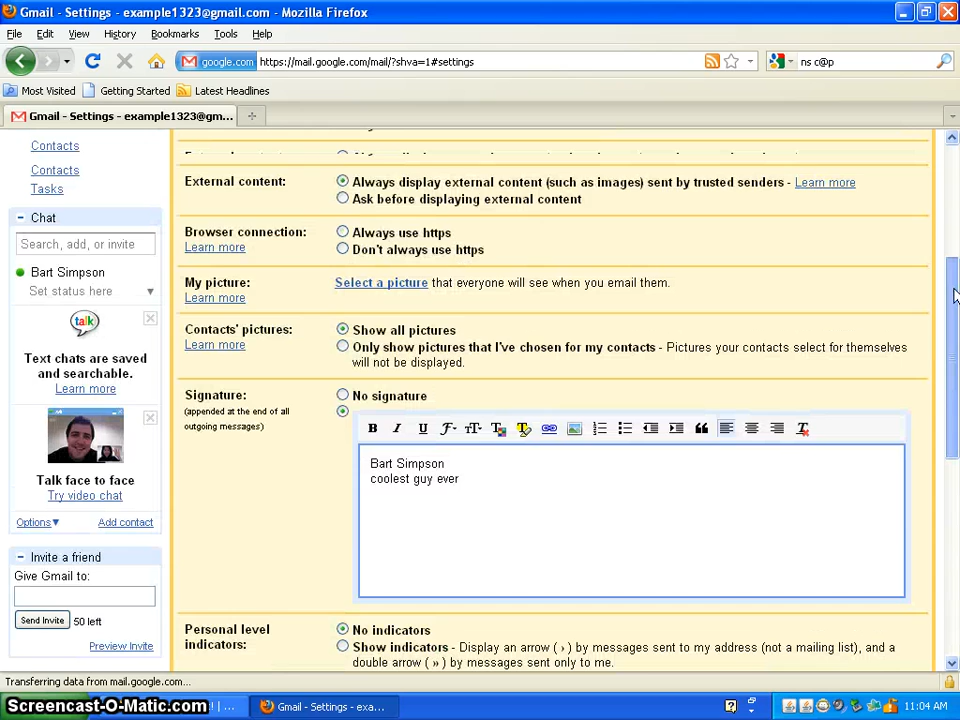 Gmail - Settings - example1323@gmail.com - Mozilla Firefox
File Edit View History Bookmarks Tools Help
google.com https://mail.google.com/mail/?shva=1#settings ns c@p
Most Visited Getting Started Latest Headlines
Gmail - Settings - example1323@gm...
Contacts
Contacts
Tasks
Chat
Search, add, or invite
Bart Simpson
Set status here
talk
Text chats are saved
and searchable.
Learn more
Talk face to face
Try video chat
Options▼ Add contact
Invite a friend
Give Gmail to:
Send Invite 50 left
Preview Invite
External content: Always display external content (such as images) sent by trusted senders - Learn more
Ask before displaying external content
Browser connection: Always use https
Learn more Don't always use https
My picture: Select a picture that everyone will see when you email them.
Learn more
Contacts' pictures: Show all pictures
Learn more Only show pictures that I've chosen for my contacts - Pictures your contacts select for themselves
will not be displayed.
Signature: No signature
(appended at the end of all
outgoing messages)
B I U
Bart Simpson
coolest guy ever
Personal level No indicators
indicators: Show indicators - Display an arrow ( › ) by messages sent to my address (not a mailing list), and a
double arrow ( » ) by messages sent only to me.
Transferring data from mail.google.com...
Screencast-O-Matic.com ! | ... Gmail - Settings - exa... 11:04 AM